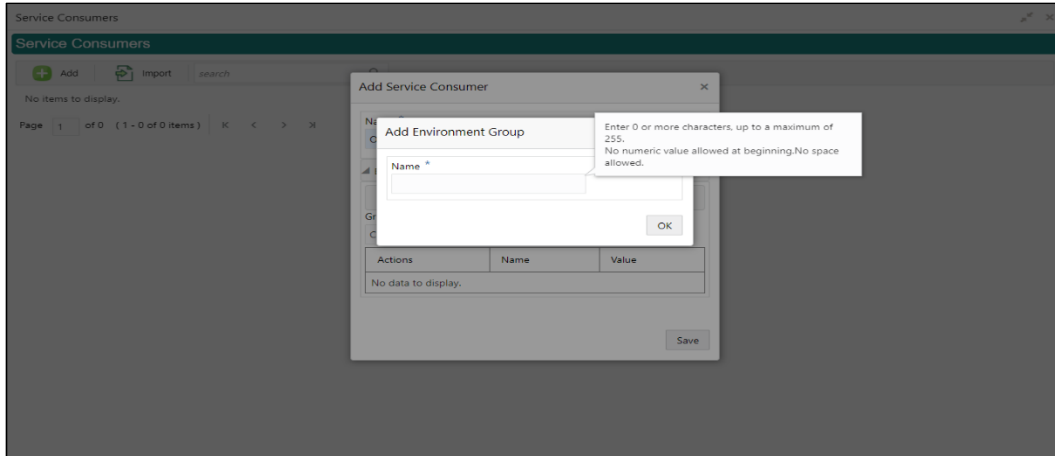 Service Consumers
Service Consumers
Add Import search
No items to display.
Page 1 of 0 ( 1 - 0 of 0 items )
Add Service Consumer
Add Environment Group
Name *
Enter 0 or more characters, up to a maximum of
255.
No numeric value allowed at beginning.No space
allowed.
OK
Actions Name Value
No data to display.
Save